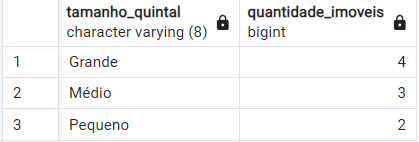 tamanho_quintal quantidade_imoveis
character varying (8) bigint
1 Grande 4
2 Médio 3
3 Pequeno 2